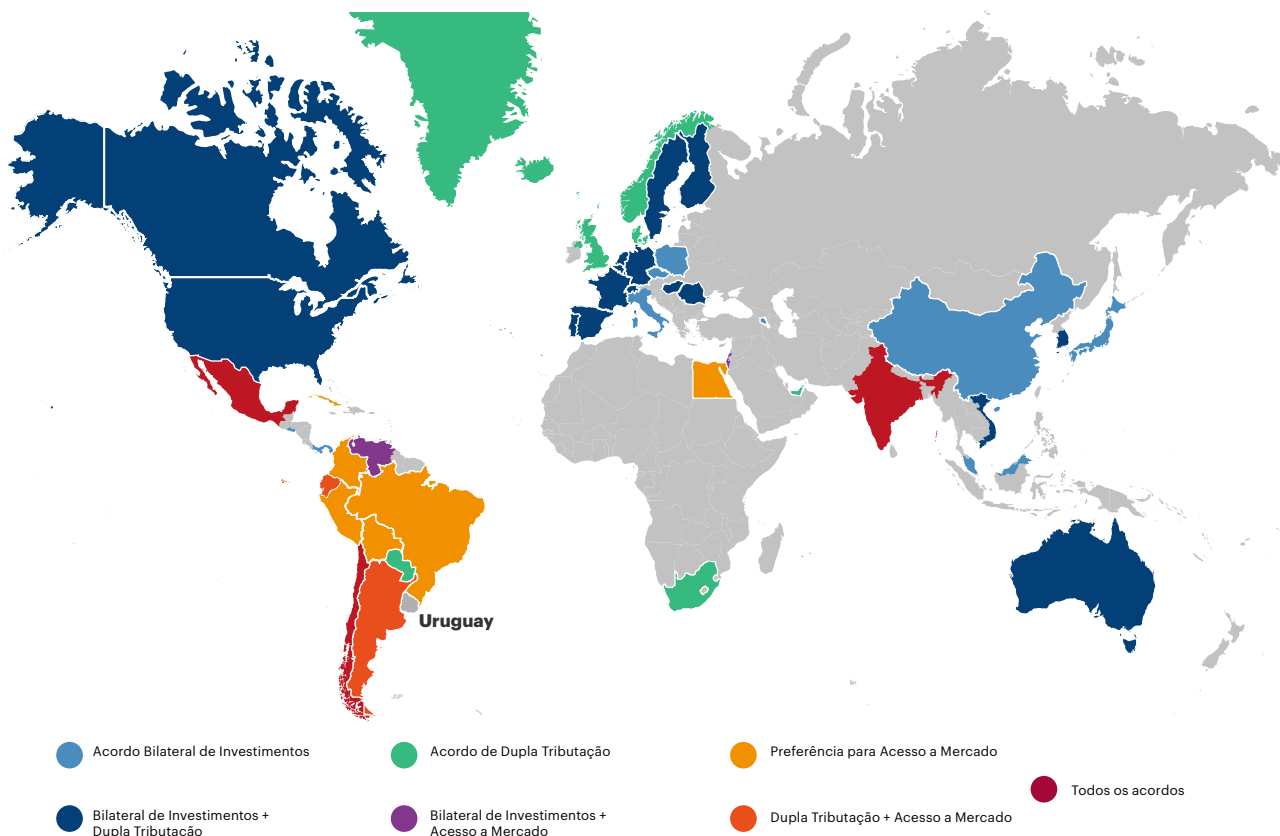 Uruguay
Acordo Bilateral de Investimentos
Acordo de Dupla Tributação
Preferência para Acesso a Mercado
Todos os acordos
Bilateral de Investimentos +
Dupla Tributação
Bilateral de Investimentos +
Acesso a Mercado
Dupla Tributação + Acesso a Mercado